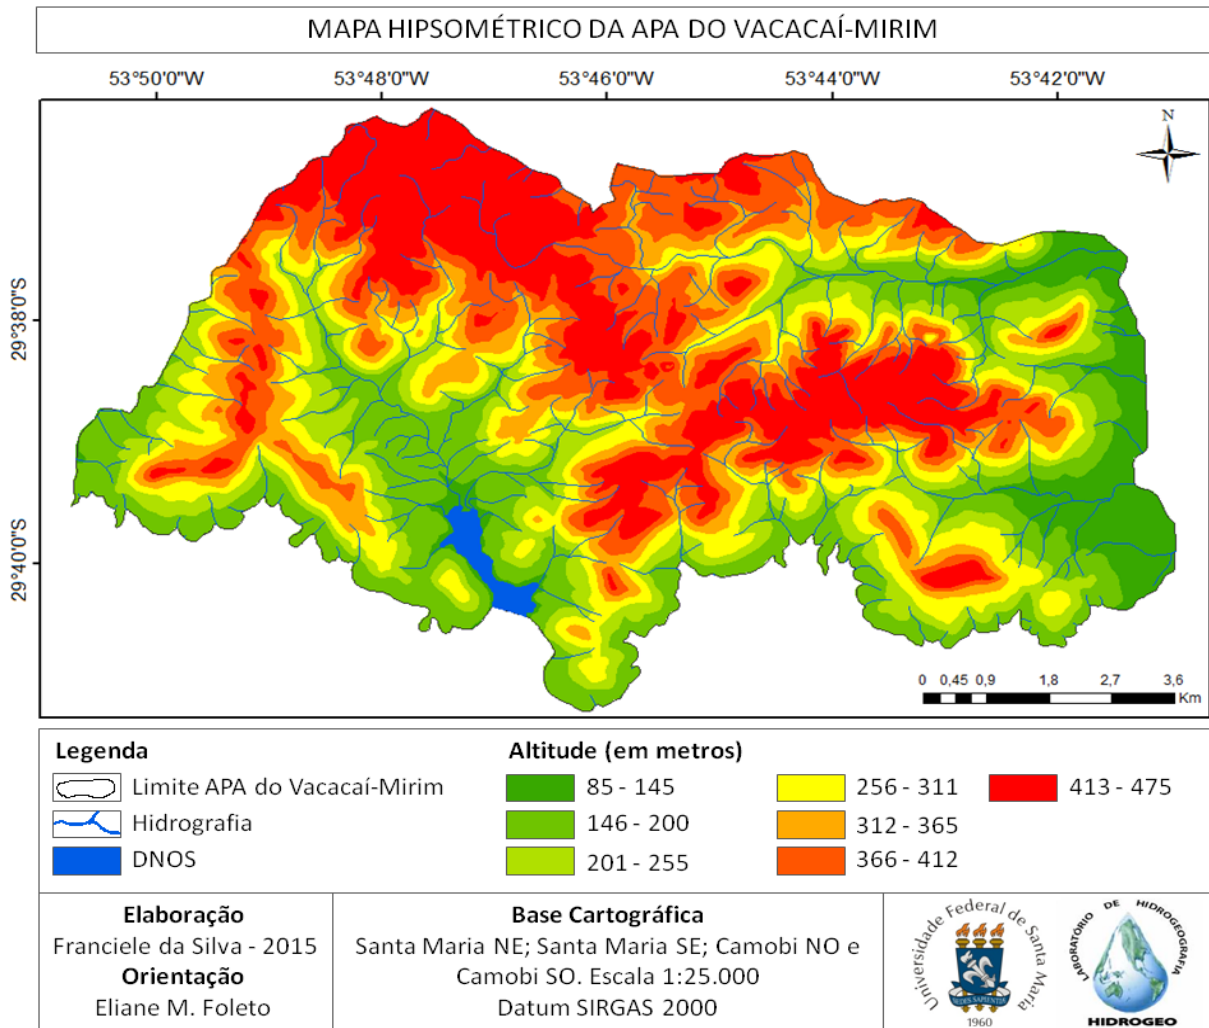 MAPA HIPSOMÉTRICO DA APA DO VACACAÍ-MIRIM
53°50'0"W 53°48'0"W 53°46'0"W 53°44'0"W 53°42'0"W
N
29°38'0"S
29°40'0"S
0 0,45 0,9 1,8 2,7 3,6
Km
Legenda
Limite APA do Vacacaí-Mirim
Hidrografia
DNOS
Altitude (em metros)
85 - 145
146 - 200
201 - 255
256 - 311
312 - 365
366 - 412
413 - 475
Elaboração
Franciele da Silva - 2015
Orientação
Eliane M. Foleto
Base Cartográfica
Santa Maria NE; Santa Maria SE; Camobi NO e
Camobi SO. Escala 1:25.000
Datum SIRGAS 2000
Universidade Federal de Santa Maria
SEDES SAPIENTIAE
1960
LABORATÓRIO DE HIDROGEOGRAFIA
HIDROGEO